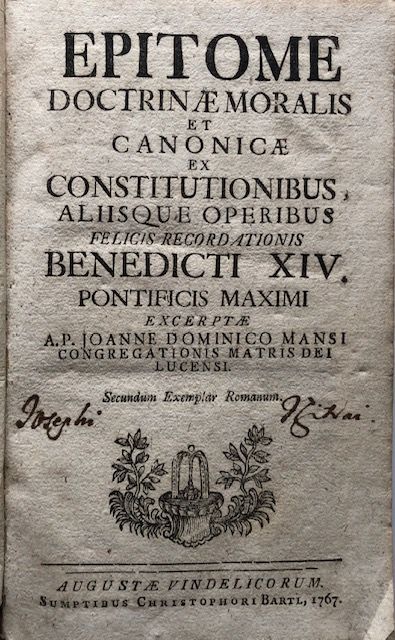 EPITOME
DOCTRINÆ MORALIS
ET
CANONICÆ
EX
CONSTITUTIONIBUS,
ALIISQUE OPERIBUS
FELICIS RECORDATIONIS
BENEDICTI XIV.
PONTIFICIS MAXIMI
EXCERPTÆ
A.P. JOANNE DOMINICO MANSI
CONGREGATIONIS MATRIS DEI
LUCENSI.
Secundum Exemplar Romanum.
Josephi
AUGUSTÆ VINDELICORUM.
SUMPTIBUS CHRISTOPHORI BARTL, 1767.